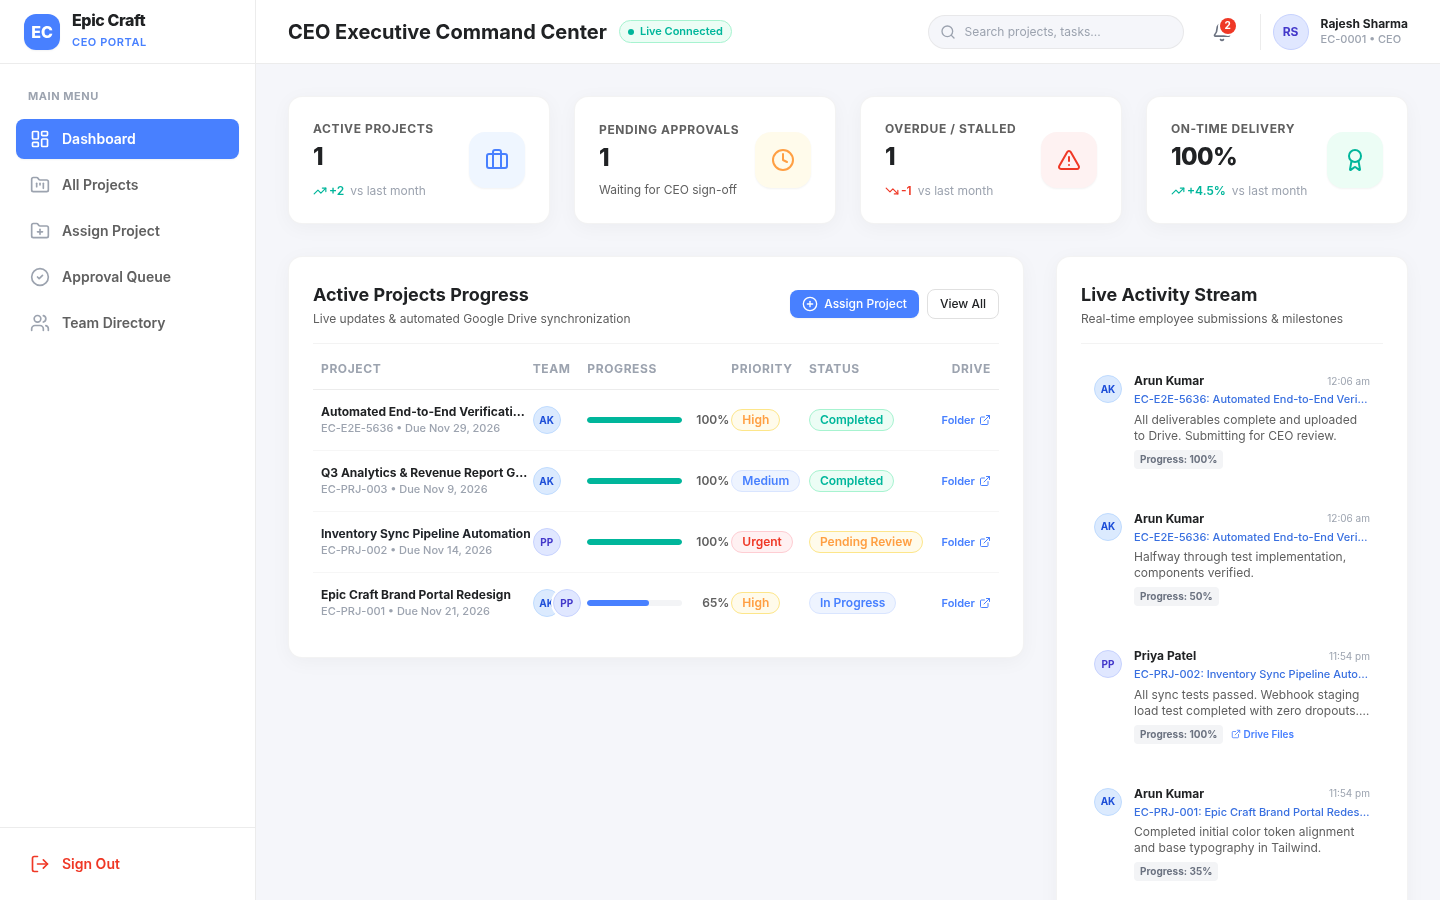 EC
Epic Craft
CEO PORTAL
MAIN MENU
Dashboard
All Projects
Assign Project
Approval Queue
Team Directory
Sign Out
CEO Executive Command Center
Live Connected
Search projects, tasks...
2
RS
Rajesh Sharma
EC-0001 • CEO
ACTIVE PROJECTS
1
+2 vs last month
PENDING APPROVALS
1
Waiting for CEO sign-off
OVERDUE / STALLED
1
-1 vs last month
ON-TIME DELIVERY
100%
+4.5% vs last month
Active Projects Progress
Live updates & automated Google Drive synchronization
Assign Project
View All
PROJECT TEAM PROGRESS PRIORITY STATUS DRIVE
Automated End-to-End Verificati...
EC-E2E-5636 • Due Nov 29, 2026
AK
100%
High
Completed
Folder
Q3 Analytics & Revenue Report G...
EC-PRJ-003 • Due Nov 9, 2026
AK
100%
Medium
Completed
Folder
Inventory Sync Pipeline Automation
EC-PRJ-002 • Due Nov 14, 2026
PP
100%
Urgent
Pending Review
Folder
Epic Craft Brand Portal Redesign
EC-PRJ-001 • Due Nov 21, 2026
AK
PP
65%
High
In Progress
Folder
Live Activity Stream
Real-time employee submissions & milestones
AK
Arun Kumar 12:06 am
EC-E2E-5636: Automated End-to-End Veri...
All deliverables complete and uploaded
to Drive. Submitting for CEO review.
Progress: 100%
AK
Arun Kumar 12:06 am
EC-E2E-5636: Automated End-to-End Veri...
Halfway through test implementation,
components verified.
Progress: 50%
PP
Priya Patel 11:54 pm
EC-PRJ-002: Inventory Sync Pipeline Auto...
All sync tests passed. Webhook staging
load test completed with zero dropouts....
Progress: 100% Drive Files
AK
Arun Kumar 11:54 pm
EC-PRJ-001: Epic Craft Brand Portal Redes...
Completed initial color token alignment
and base typography in Tailwind.
Progress: 35%